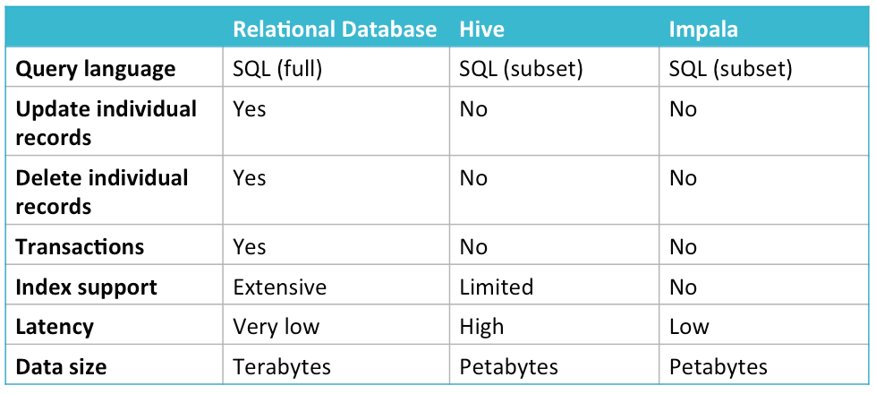 Relational Database Hive Impala
Query language SQL (full) SQL (subset) SQL (subset)
Update individual Yes No No
records
Delete individual Yes No No
records
Transactions Yes No No
Index support Extensive Limited No
Latency Very low High Low
Data size Terabytes Petabytes Petabytes